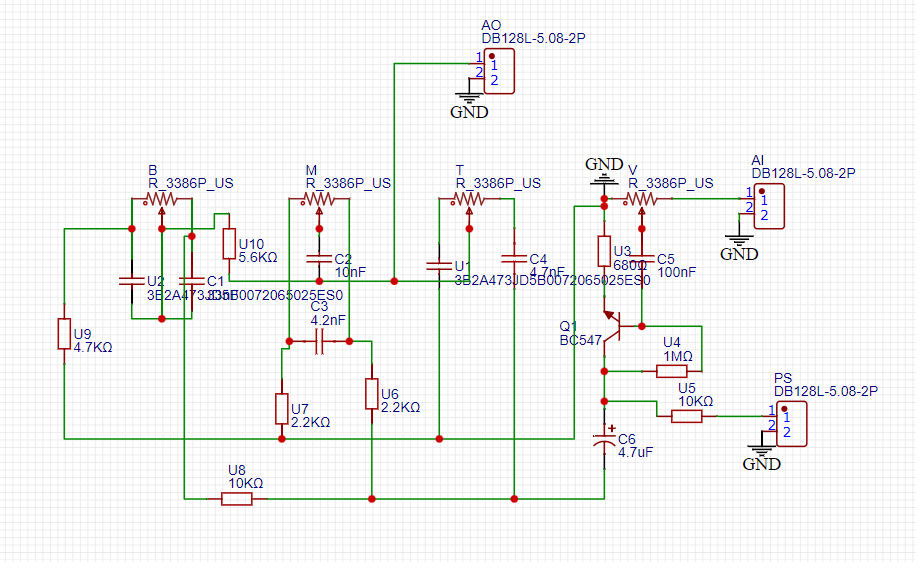 AO
DB128L-5.08-2P
1
1
2
2
GND
B
R_3386P_US
M
R_3386P_US
T
R_3386P_US
GND
V
R_3386P_US
AI
DB128L-5.08-2P
1
1
2
2
GND
U10
5.6KΩ
C2
10nF
U1
3B2A473JD5B0072065025ES0
C4
4.7nF
U3
680Ω
C5
100nF
U2
3B2A473JD5B0072065025ES0
C1
C3
4.2nF
U9
4.7KΩ
Q1
BC547
U4
1MΩ
U5
10KΩ
PS
DB128L-5.08-2P
1
1
2
2
GND
U7
2.2KΩ
U6
2.2KΩ
C6
4.7uF
+
U8
10KΩ